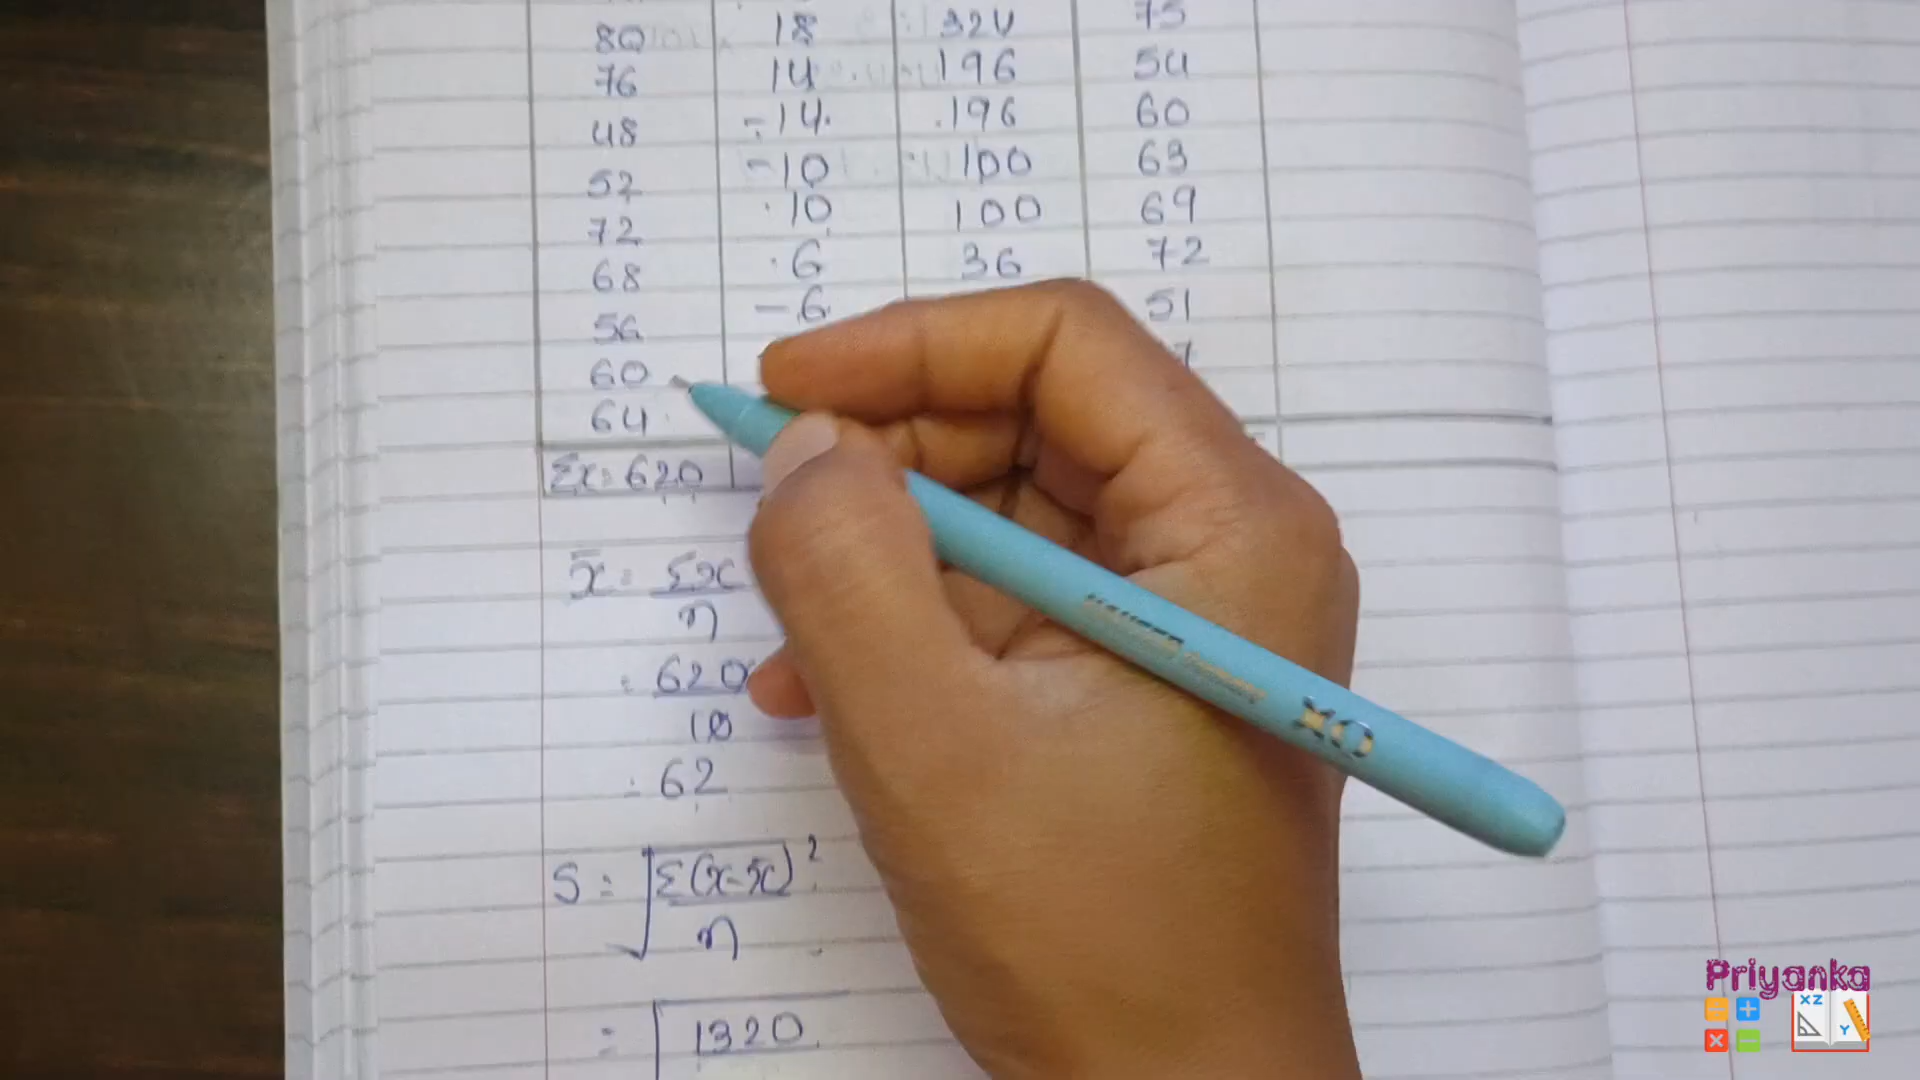 80 18 324 75
76 14 196 54
48 -14 196 60
52 -10 100 63
72 10 100 69
68 6 36 72
56 -6 51
60
64
Σx = 620
x̄ = Σx
n
= 620
10
= 62
S = √Σ(x-x̄)²
n
= √1320
XO
Priyanka
XZ
Y